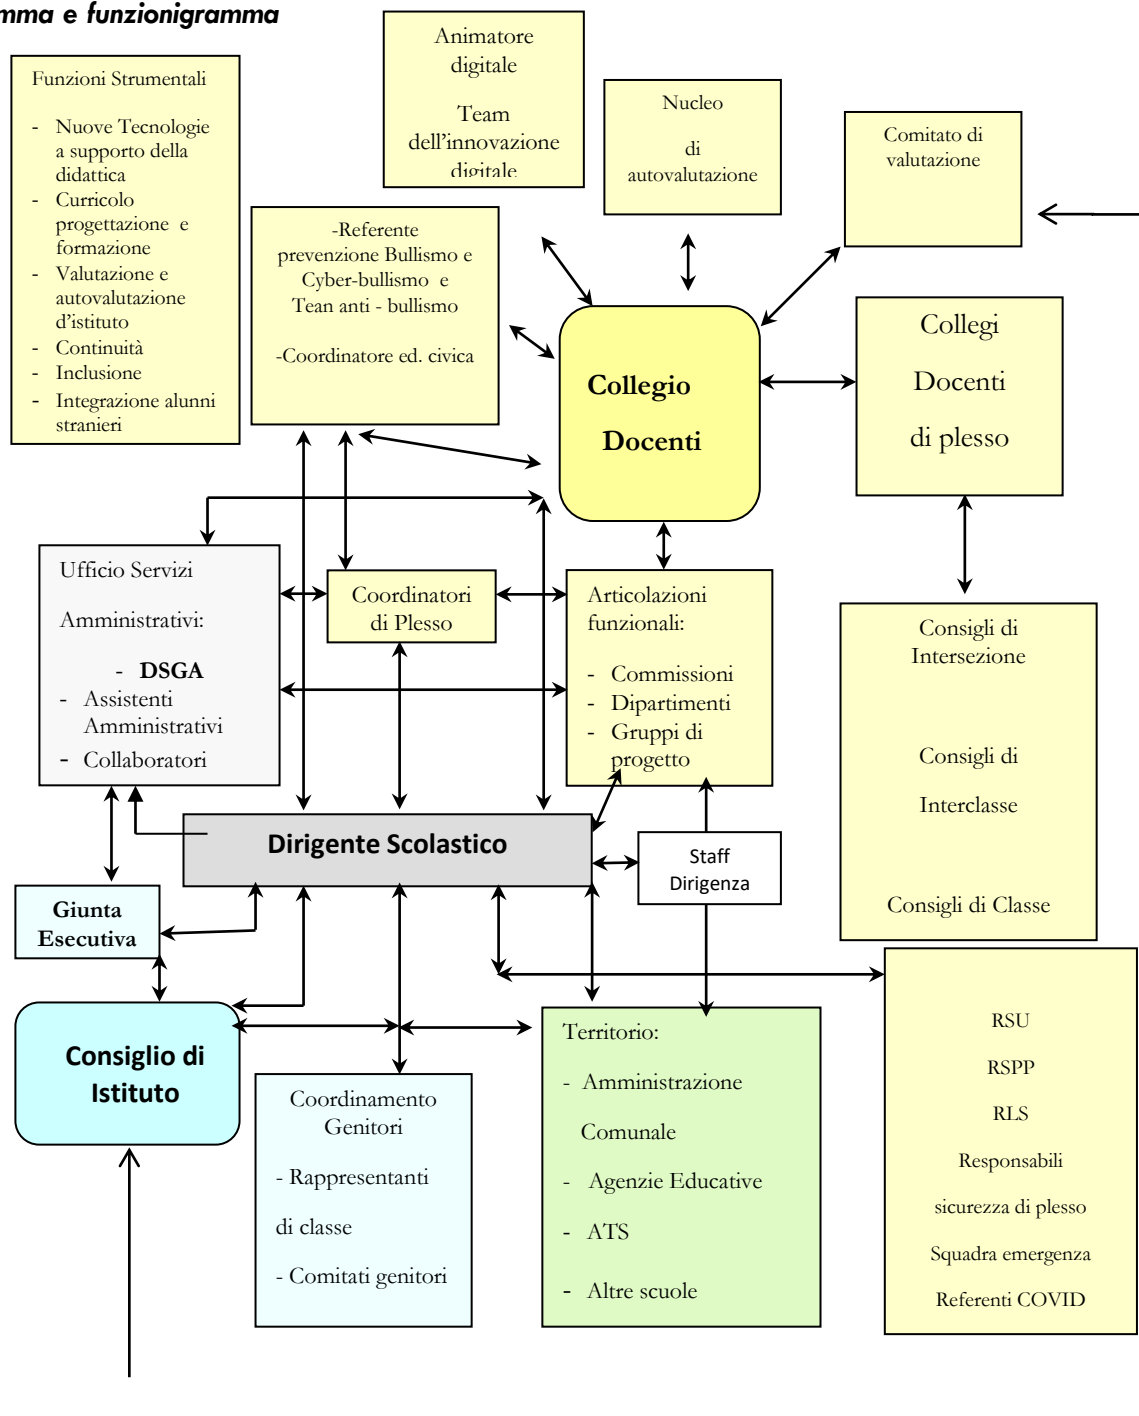 mma e funzionigramma
Funzioni Strumentali
- Nuove Tecnologie
a supporto della
didattica
- Curricolo
progettazione e
formazione
- Valutazione e
autovalutazione
d'istituto
- Continuità
- Inclusione
- Integrazione alunni
stranieri
Animatore
digitale
Team
dell'innovazione
digitale
Nucleo
di
autovalutazione
Comitato di
valutazione
-Referente
prevenzione Bullismo e
Cyber-bullismo e
Tean anti - bullismo
-Coordinatore ed. civica
Collegio
Docenti
Collegi
Docenti
di plesso
Ufficio Servizi
Amministrativi:
- DSGA
- Assistenti
Amministrativi
- Collaboratori
Coordinatori
di Plesso
Articolazioni
funzionali:
- Commissioni
- Dipartimenti
- Gruppi di
progetto
Consigli di
Intersezione
Consigli di
Interclasse
Consigli di Classe
Dirigente Scolastico
Staff
Dirigenza
Giunta
Esecutiva
Consiglio di
Istituto
Coordinamento
Genitori
- Rappresentanti
di classe
- Comitati genitori
Territorio:
- Amministrazione
Comunale
- Agenzie Educative
- ATS
- Altre scuole
RSU
RSPP
RLS
Responsabili
sicurezza di plesso
Squadra emergenza
Referenti COVID